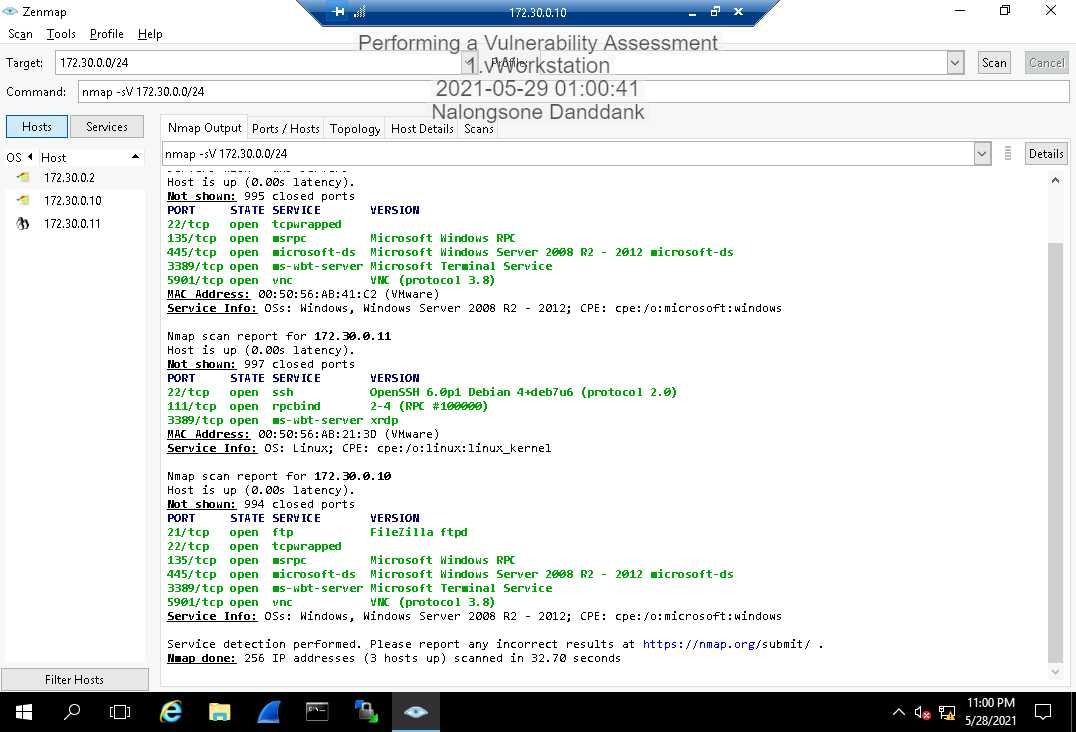 Zenmap
172.30.0.10
Scan Tools Profile Help
Performing a Vulnerability Assessment
1. vWorkstation
2021-05-29 01:00:41
Nalongsone Danddank
Target: 172.30.0.0/24 Profile: Scan Cancel
Command: nmap -sV 172.30.0.0/24
Hosts Services
Nmap Output Ports / Hosts Topology Host Details Scans
OS Host
172.30.0.2
172.30.0.10
172.30.0.11
nmap -sV 172.30.0.0/24 Details
Host is up (0.00s latency).
Not shown: 995 closed ports
PORT STATE SERVICE VERSION
22/tcp open tcpwrapped
135/tcp open msrpc Microsoft Windows RPC
445/tcp open microsoft-ds Microsoft Windows Server 2008 R2 - 2012 microsoft-ds
3389/tcp open ms-wbt-server Microsoft Terminal Service
5901/tcp open vnc VNC (protocol 3.8)
MAC Address: 00:50:56:AB:41:C2 (VMware)
Service Info: OSs: Windows, Windows Server 2008 R2 - 2012; CPE: cpe:/o:microsoft:windows
Nmap scan report for 172.30.0.11
Host is up (0.00s latency).
Not shown: 997 closed ports
PORT STATE SERVICE VERSION
22/tcp open ssh OpenSSH 6.0p1 Debian 4+deb7u6 (protocol 2.0)
111/tcp open rpcbind 2-4 (RPC #100000)
3389/tcp open ms-wbt-server xrdp
MAC Address: 00:50:56:AB:21:3D (VMware)
Service Info: OS: Linux; CPE: cpe:/o:linux:linux_kernel
Nmap scan report for 172.30.0.10
Host is up (0.00s latency).
Not shown: 994 closed ports
PORT STATE SERVICE VERSION
21/tcp open ftp FileZilla ftpd
22/tcp open tcpwrapped
135/tcp open msrpc Microsoft Windows RPC
445/tcp open microsoft-ds Microsoft Windows Server 2008 R2 - 2012 microsoft-ds
3389/tcp open ms-wbt-server Microsoft Terminal Service
5901/tcp open vnc VNC (protocol 3.8)
Service Info: OSs: Windows, Windows Server 2008 R2 - 2012; CPE: cpe:/o:microsoft:windows
Service detection performed. Please report any incorrect results at https://nmap.org/submit/ .
Nmap done: 256 IP addresses (3 hosts up) scanned in 32.70 seconds
Filter Hosts
11:00 PM
5/28/2021